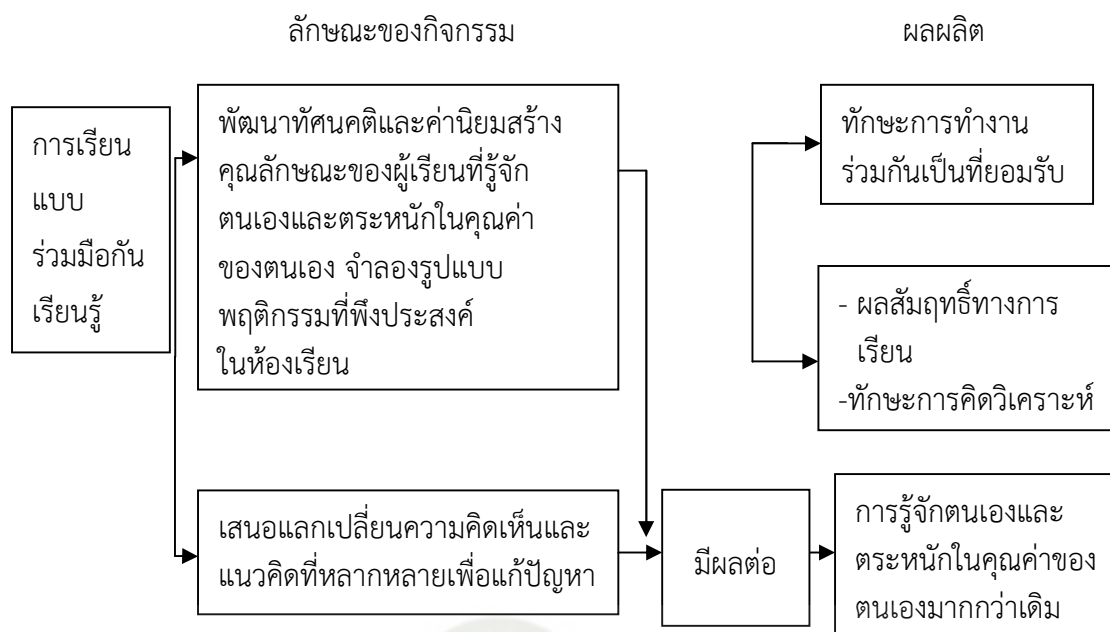 ลักษณะของกิจกรรม
ผลผลิต
การเรียน
แบบ
ร่วมมือกัน
เรียนรู้
พัฒนาทัศนคติและค่านิยมสร้าง
คุณลักษณะของผู้เรียนที่รู้จัก
ตนเองและตระหนักในคุณค่า
ของตนเอง จำลองรูปแบบ
พฤติกรรมที่พึงประสงค์
ในห้องเรียน
ทักษะการทำงาน
ร่วมกันเป็นที่ยอมรับ
- ผลสัมฤทธิ์ทางการ
เรียน
-ทักษะการคิดวิเคราะห์
เสนอแลกเปลี่ยนความคิดเห็นและ
แนวคิดที่หลากหลายเพื่อแก้ปัญหา
มีผลต่อ
การรู้จักตนเองและ
ตระหนักในคุณค่าของ
ตนเองมากกว่าเดิม